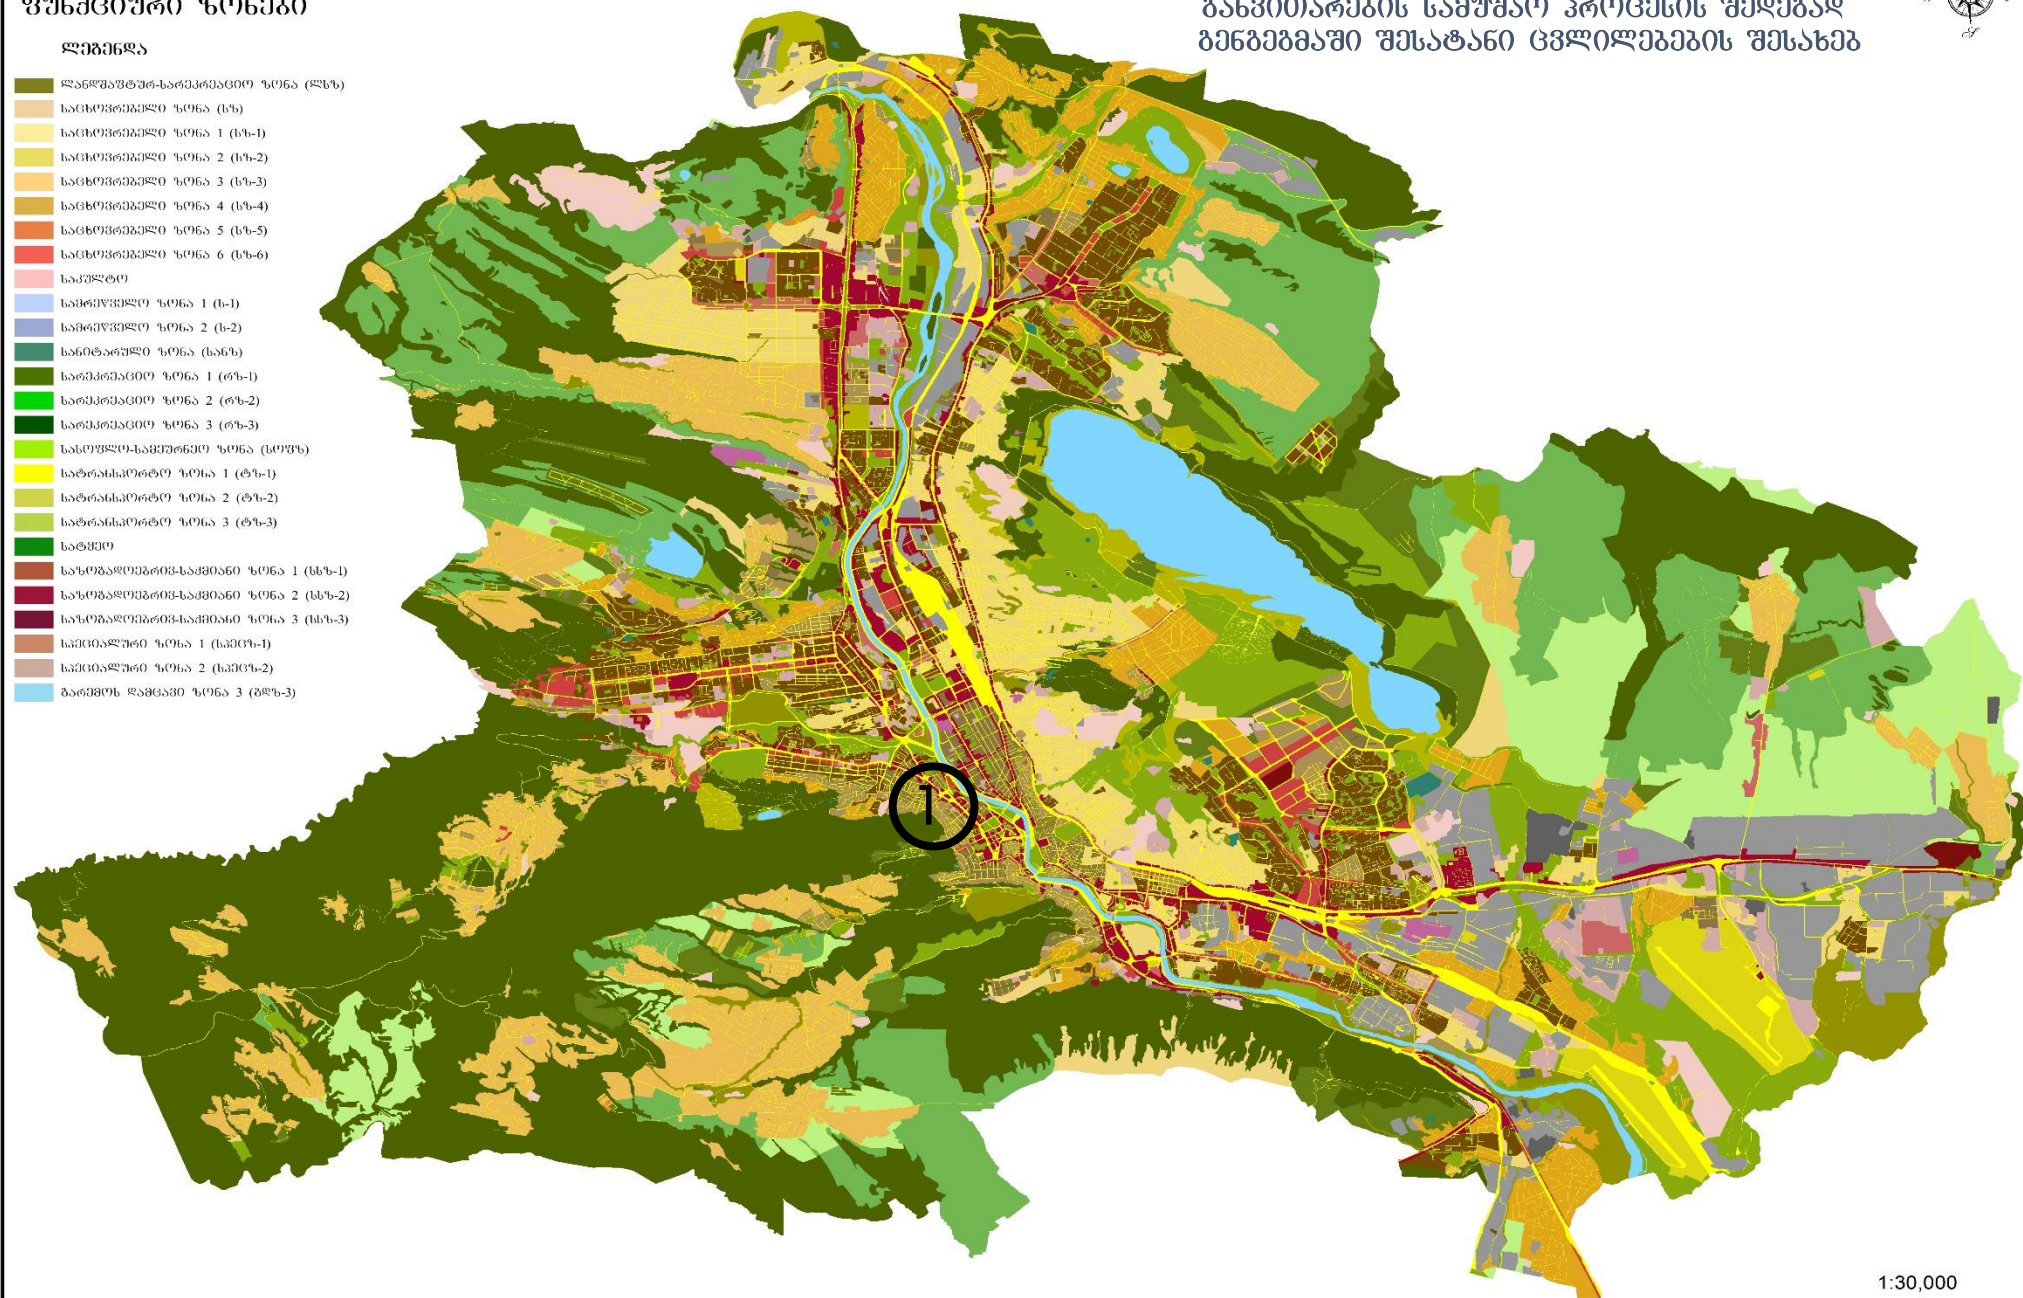 ფუნქციური ზონები
განვითარების სამუშაო პროცესის შედეგად
გენგეგმაში შესატანი ცვლილებების შესახებ
ლეგენდა
ლანდშაფტურ-სარეკრეაციო ზონა (ლსზ)
საცხოვრებელი ზონა (სზ)
საცხოვრებელი ზონა 1 (სზ-1)
საცხოვრებელი ზონა 2 (სზ-2)
საცხოვრებელი ზონა 3 (სზ-3)
საცხოვრებელი ზონა 4 (სზ-4)
საცხოვრებელი ზონა 5 (სზ-5)
საცხოვრებელი ზონა 6 (სზ-6)
საკულტო
სამრეწველო ზონა 1 (ს-1)
სამრეწველო ზონა 2 (ს-2)
სანიტარული ზონა (სანზ)
სარეკრეაციო ზონა 1 (რზ-1)
სარეკრეაციო ზონა 2 (რზ-2)
სარეკრეაციო ზონა 3 (რზ-3)
სასოფლო-სამეურნეო ზონა (სოფზ)
სატრანსპორტო ზონა 1 (ტზ-1)
სატრანსპორტო ზონა 2 (ტზ-2)
სატრანსპორტო ზონა 3 (ტზ-3)
სატყეო
საზოგადოებრივ-საქმიანი ზონა 1 (სსზ-1)
საზოგადოებრივ-საქმიანი ზონა 2 (სსზ-2)
საზოგადოებრივ-საქმიანი ზონა 3 (სსზ-3)
სპეციალური ზონა 1 (სპეცზ-1)
სპეციალური ზონა 2 (სპეცზ-2)
გარემოს დამცავი ზონა 3 (გდზ-3)
1
1:30,000